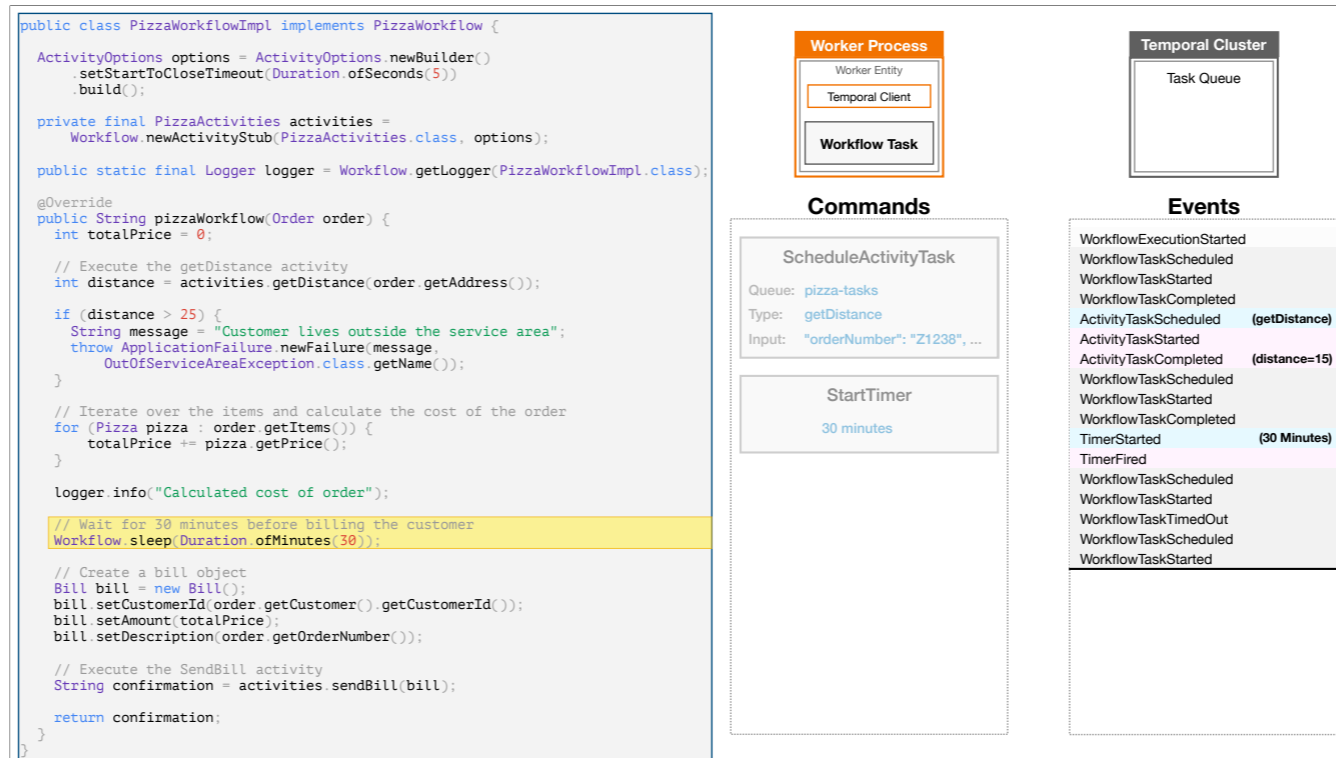 public class PizzaWorkflowImpl implements PizzaWorkflow {
ActivityOptions options = ActivityOptions.newBuilder()
.setStartToCloseTimeout(Duration.ofSeconds(5))
.build();
private final PizzaActivities activities =
Workflow.newActivityStub(PizzaActivities.class, options);
public static final Logger logger = Workflow.getLogger(PizzaWorkflowImpl.class);
@Override
public String pizzaWorkflow(Order order) {
int totalPrice = 0;
// Execute the getDistance activity
int distance = activities.getDistance(order.getAddress());
if (distance > 25) {
String message = "Customer lives outside the service area";
throw ApplicationFailure.newFailure(message,
OutOfServiceAreaException.class.getName());
}
// Iterate over the items and calculate the cost of the order
for (Pizza pizza : order.getItems()) {
totalPrice += pizza.getPrice();
}
logger.info("Calculated cost of order");
// Wait for 30 minutes before billing the customer
Workflow.sleep(Duration.ofMinutes(30));
// Create a bill object
Bill bill = new Bill();
bill.setCustomerId(order.getCustomer().getCustomerId());
bill.setAmount(totalPrice);
bill.setDescription(order.getOrderNumber());
// Execute the SendBill activity
String confirmation = activities.sendBill(bill);
return confirmation;
}
}
Worker Process
Worker Entity
Temporal Client
Workflow Task
Commands
ScheduleActivityTask
Queue: pizza-tasks
Type: getDistance
Input: "orderNumber": "Z1238", ...
StartTimer
30 minutes
Temporal Cluster
Task Queue
Events
WorkflowExecutionStarted
WorkflowTaskScheduled
WorkflowTaskStarted
WorkflowTaskCompleted
ActivityTaskScheduled (getDistance)
ActivityTaskStarted
ActivityTaskCompleted (distance=15)
WorkflowTaskScheduled
WorkflowTaskStarted
WorkflowTaskCompleted
TimerStarted (30 Minutes)
TimerFired
WorkflowTaskScheduled
WorkflowTaskStarted
WorkflowTaskTimedOut
WorkflowTaskScheduled
WorkflowTaskStarted